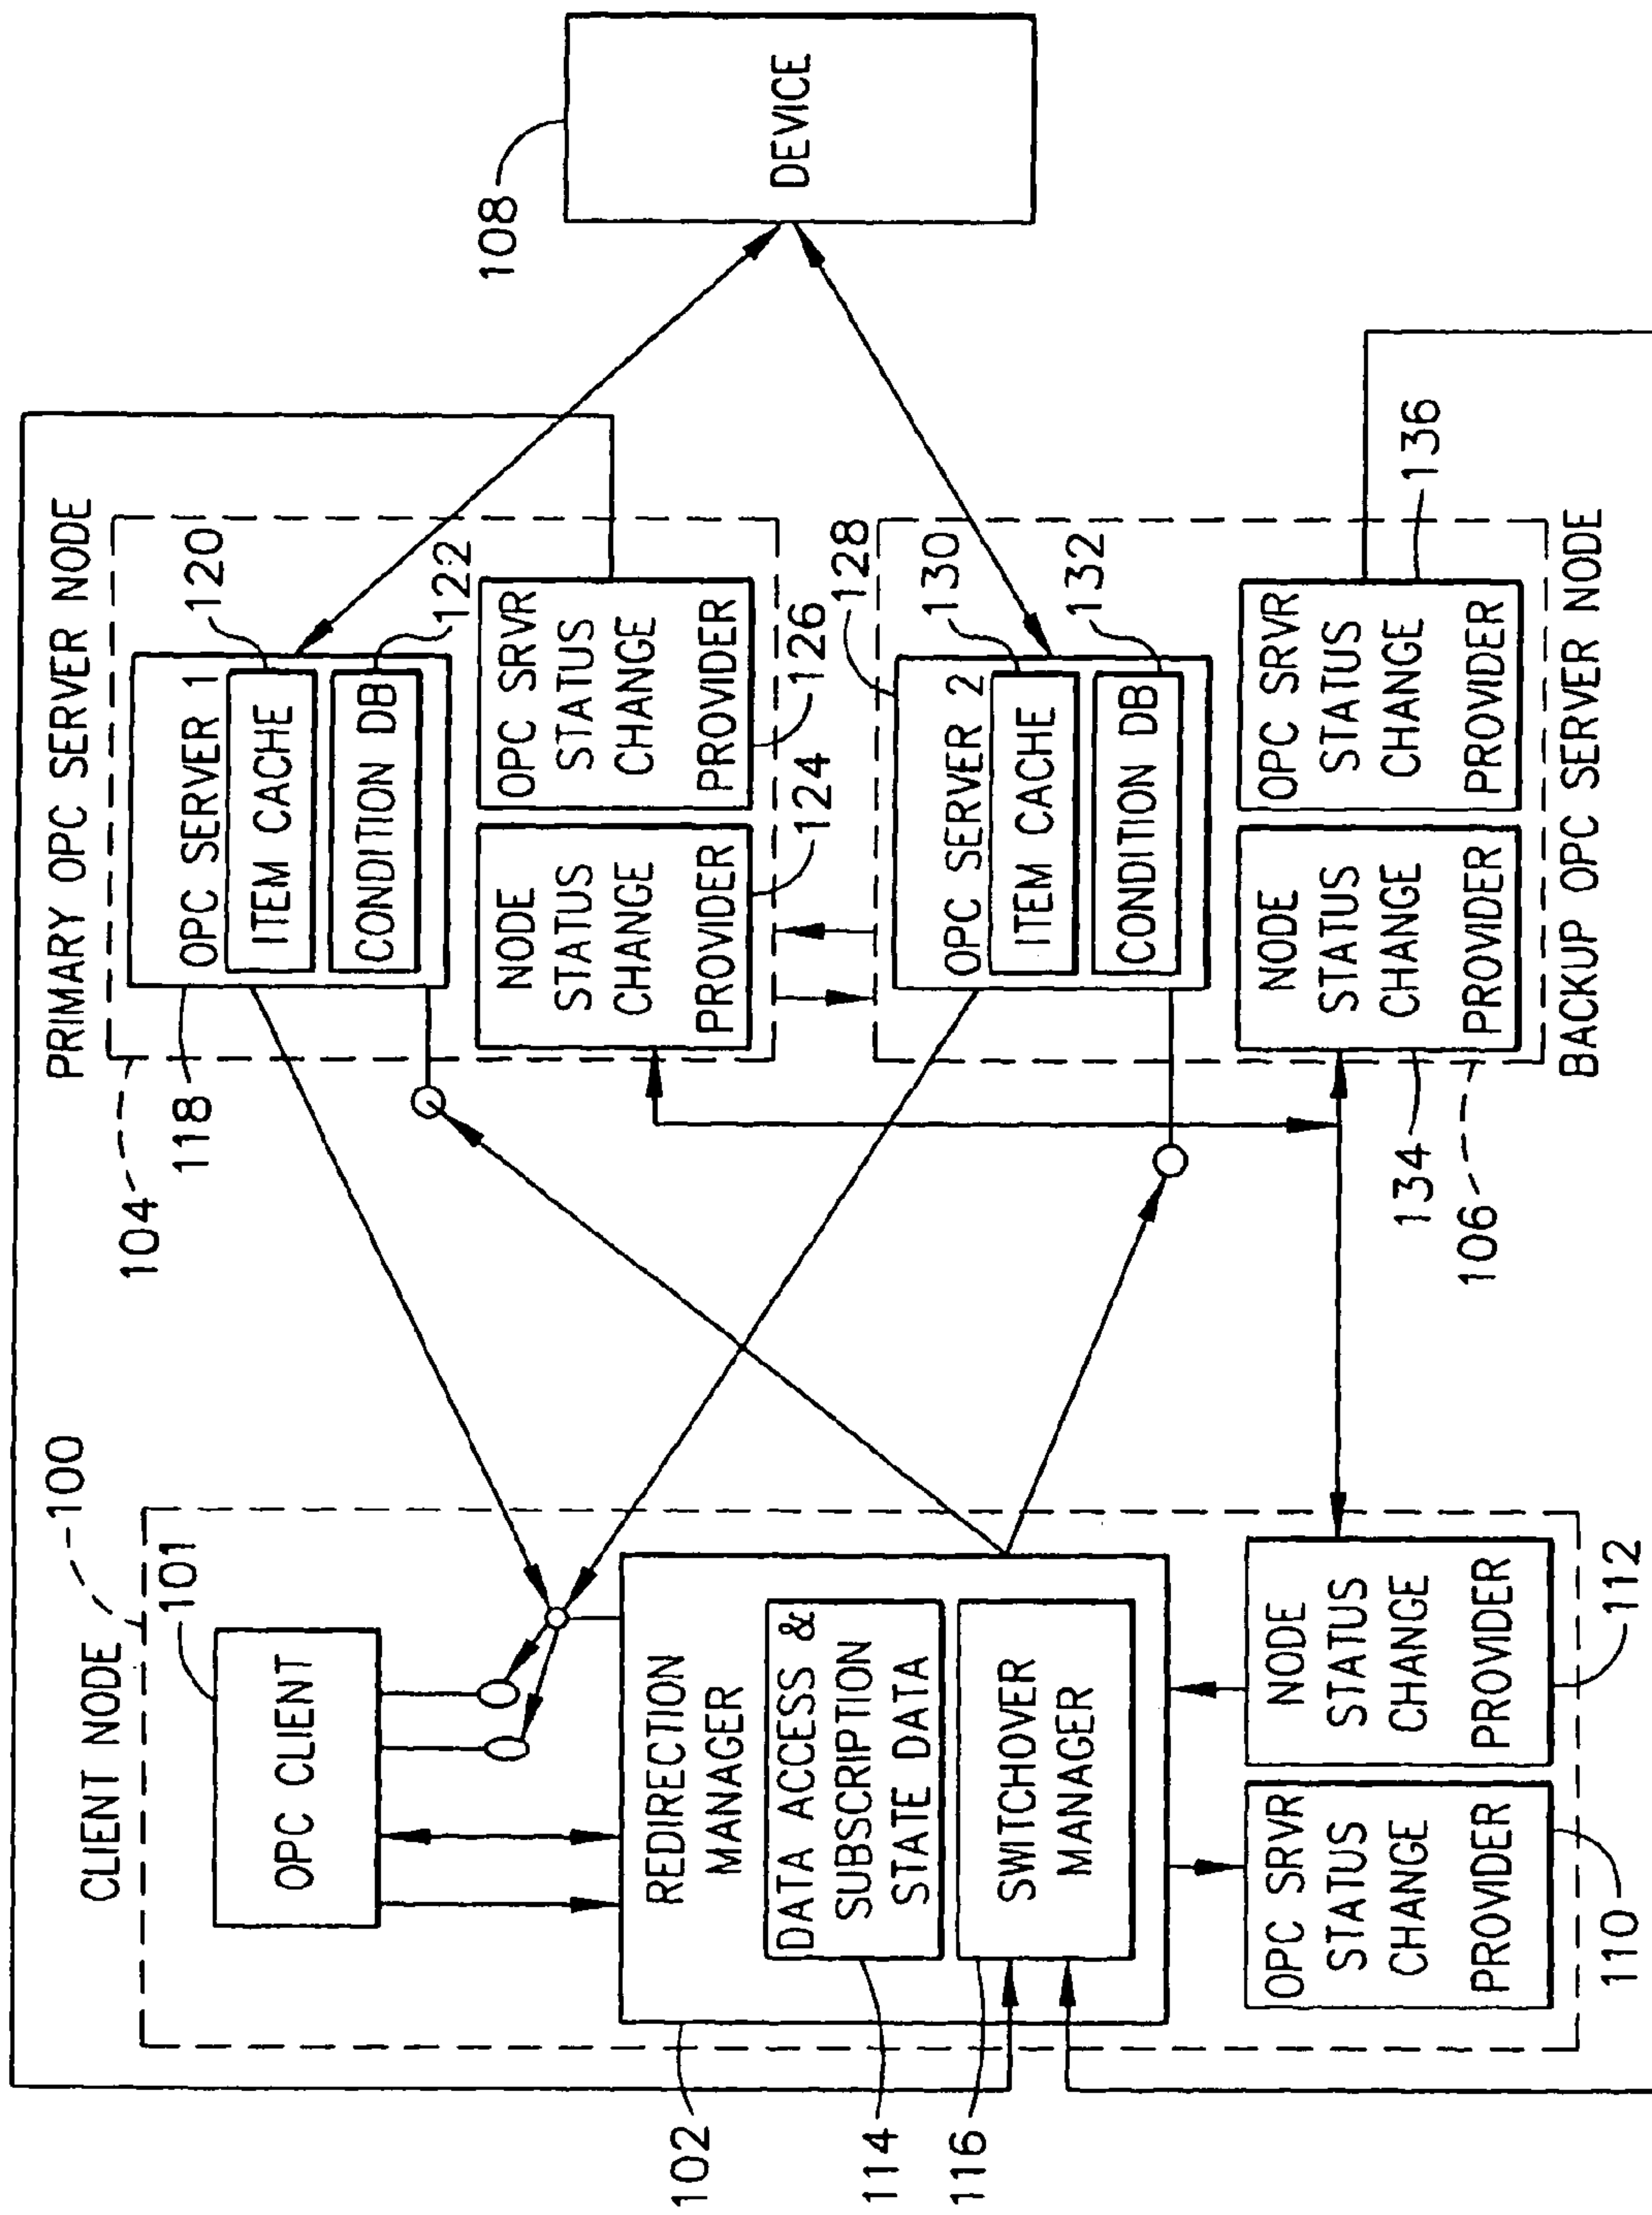 CLIENT NODE
100
101
OPC CLIENT
REDIRECTION
MANAGER
102
DATA ACCESS &
SUBSCRIPTION
STATE DATA
114
SWITCHOVER
MANAGER
116
OPC SRVR
STATUS
CHANGE
PROVIDER
110
NODE
STATUS
CHANGE
PROVIDER
112
PRIMARY OPC SERVER NODE
104
118
OPC SERVER 1
ITEM CACHE
120
CONDITION DB
122
NODE
STATUS
CHANGE
PROVIDER
124
OPC SRVR
STATUS
CHANGE
PROVIDER
126
128
OPC SERVER 2
ITEM CACHE
130
CONDITION DB
132
NODE
STATUS
CHANGE
PROVIDER
134
OPC SRVR
STATUS
CHANGE
PROVIDER
136
106
BACKUP OPC SERVER NODE
108
DEVICE